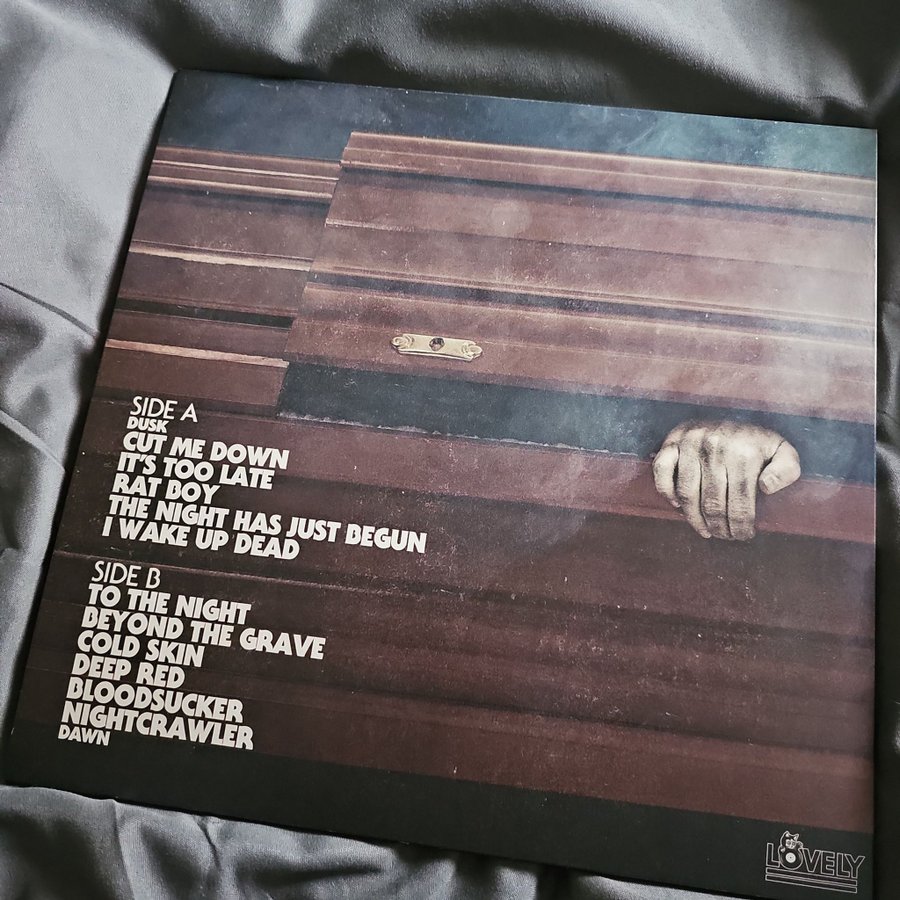 SIDE A
DUSK
CUT ME DOWN
IT'S TOO LATE
RAT BOY
THE NIGHT HAS JUST BEGUN
I WAKE UP DEAD
SIDE B
TO THE NIGHT
BEYOND THE GRAVE
COLD SKIN
DEEP RED
BLOODSUCKER
NIGHTCRAWLER
DAWN
LOVELY